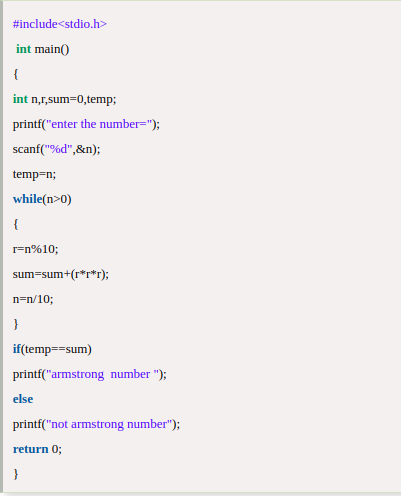 #include<stdio.h>
int main()
{
int n,r,sum=0,temp;
printf("enter the number=");
scanf("%d",&n);
temp=n;
while(n>0)
{
r=n%10;
sum=sum+(r*r*r);
n=n/10;
}
if(temp==sum)
printf("armstrong  number ");
else
printf("not armstrong number");
return 0;
}